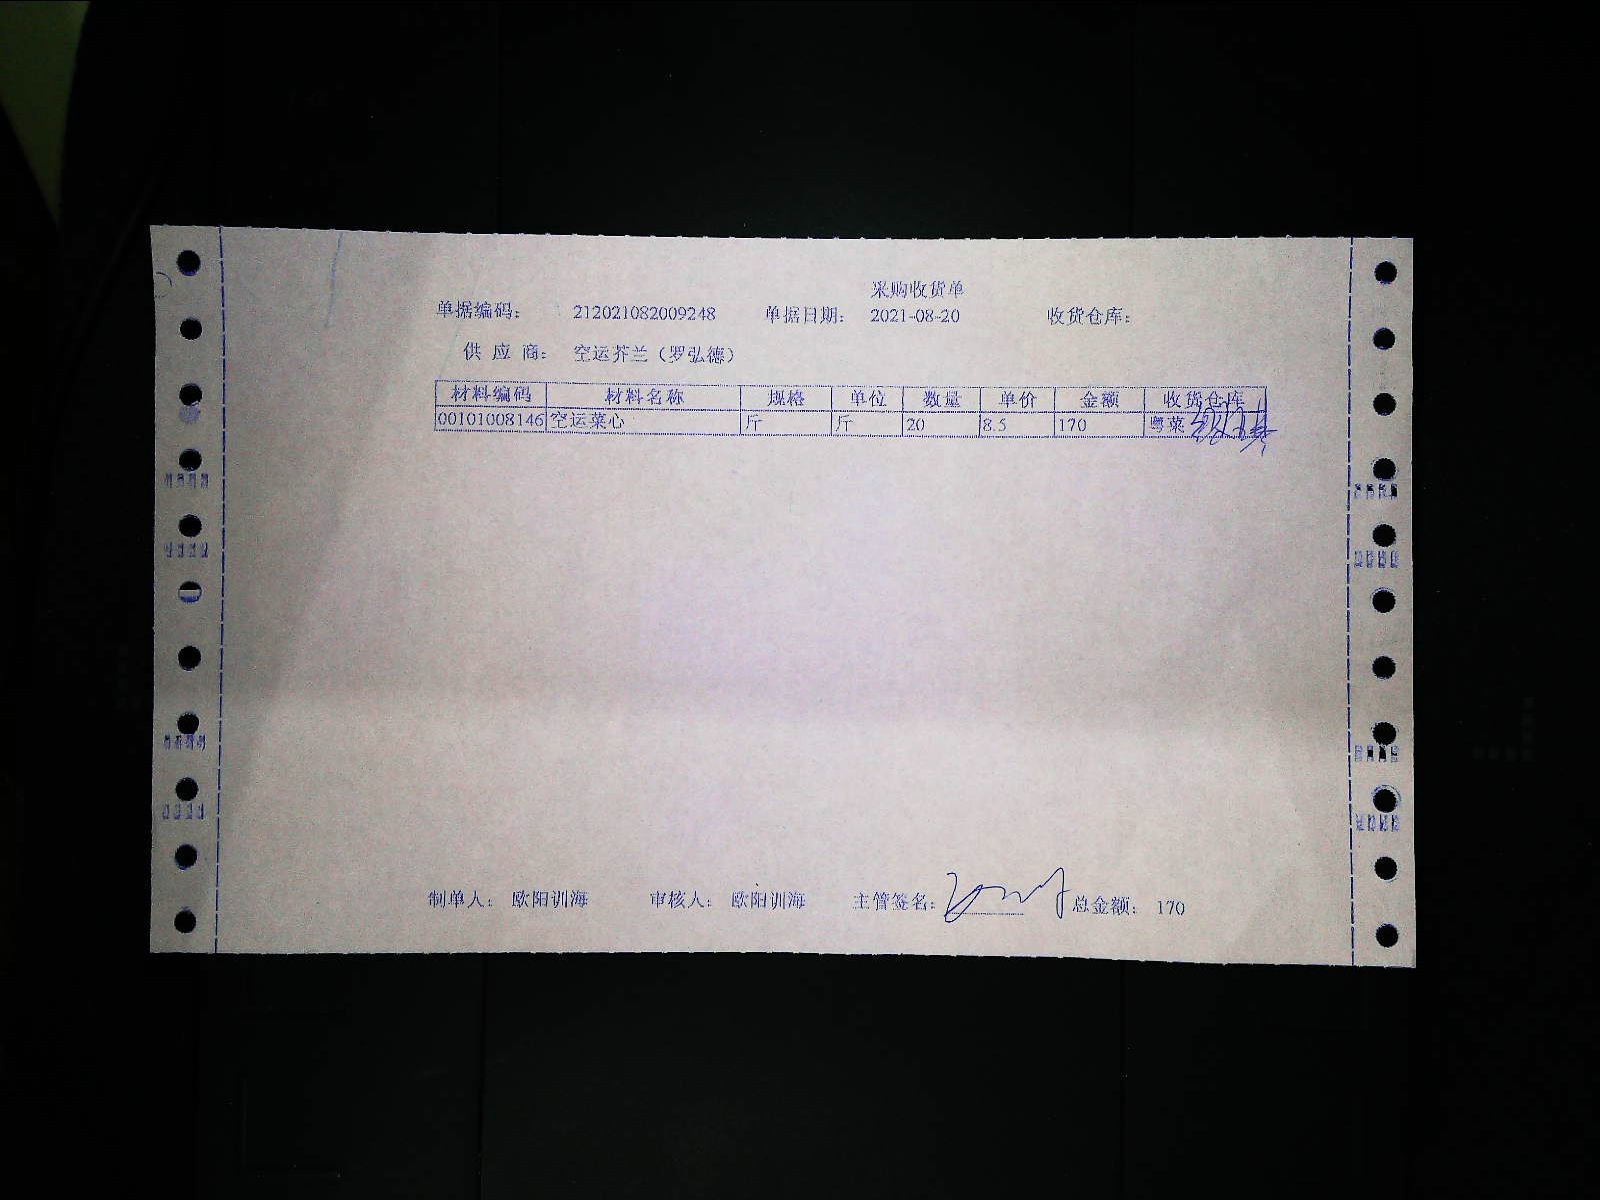 采购收货单
单据编码: 212021082009248 单据日期: 2021-08-20 收货仓库:
供 应 商: 空运芥兰（罗弘德）
材料编码 材料名称 规格 单位 数量 单价 金额 收货仓库
00101008146 空运菜心 斤 斤 20 8.5 170 粤菜
制单人: 欧阳训海 审核人: 欧阳训海 主管签名: 总金额: 170